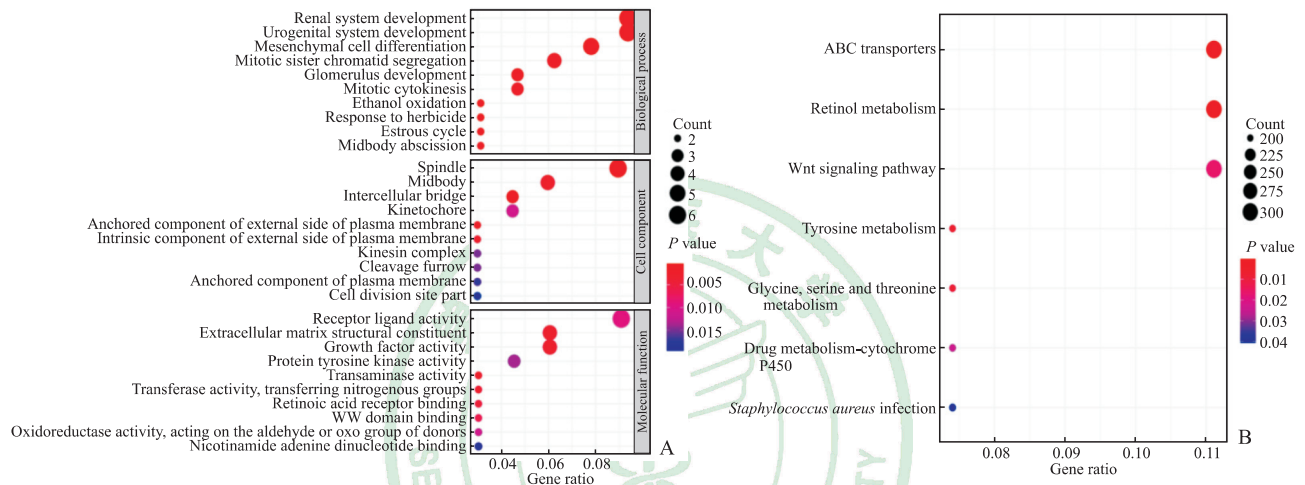 Renal system development
Urogenital system development
Mesenchymal cell differentiation
Mitotic sister chromatid segregation
Glomerulus development
Mitotic cytokinesis
Ethanol oxidation
Response to herbicide
Estrous cycle
Midbody abscission
Biological process
Spindle
Midbody
Intercellular bridge
Kinetochore
Anchored component of external side of plasma membrane
Intrinsic component of external side of plasma membrane
Kinesin complex
Cleavage furrow
Anchored component of plasma membrane
Cell division site part
Cell component
Receptor ligand activity
Extracellular matrix structural constituent
Growth factor activity
Protein tyrosine kinase activity
Transaminase activity
Transferase activity, transferring nitrogenous groups
Retinoic acid receptor binding
WW domain binding
Oxidoreductase activity, acting on the aldehyde or oxo group of donors
Nicotinamide adenine dinucleotide binding
Molecular function
0.04 0.06 0.08
Gene ratio
Count
2
3
4
5
6
P value
0.005
0.010
0.015
A
ABC transporters
Retinol metabolism
Wnt signaling pathway
Tyrosine metabolism
Glycine, serine and threonine
metabolism
Drug metabolism-cytochrome
P450
Staphylococcus aureus infection
0.08 0.09 0.10 0.11
Gene ratio
Count
200
225
250
275
300
P value
0.01
0.02
0.03
0.04
B